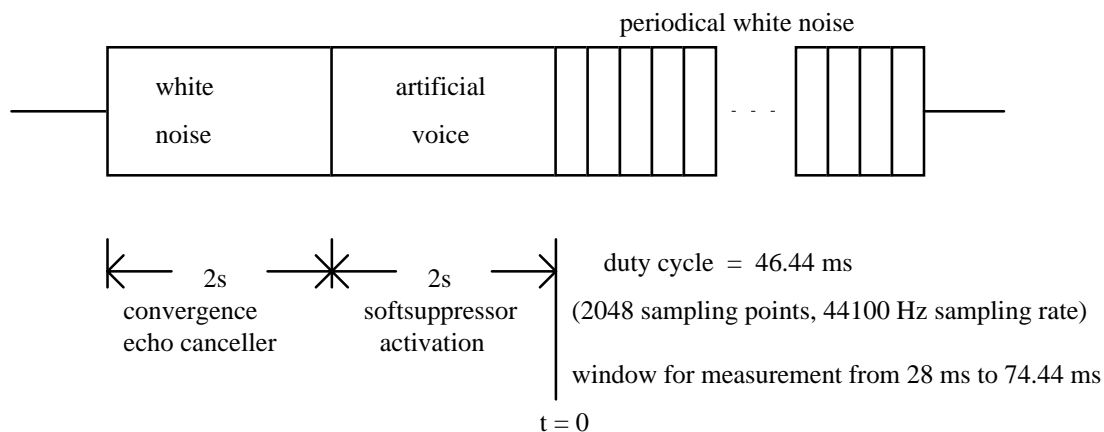 periodical white noise
white
noise
artificial
voice
2s
convergence
echo canceller
2s
softsuppressor
activation
duty cycle = 46.44 ms
(2048 sampling points, 44100 Hz sampling rate)
window for measurement from 28 ms to 74.44 ms
t = 0